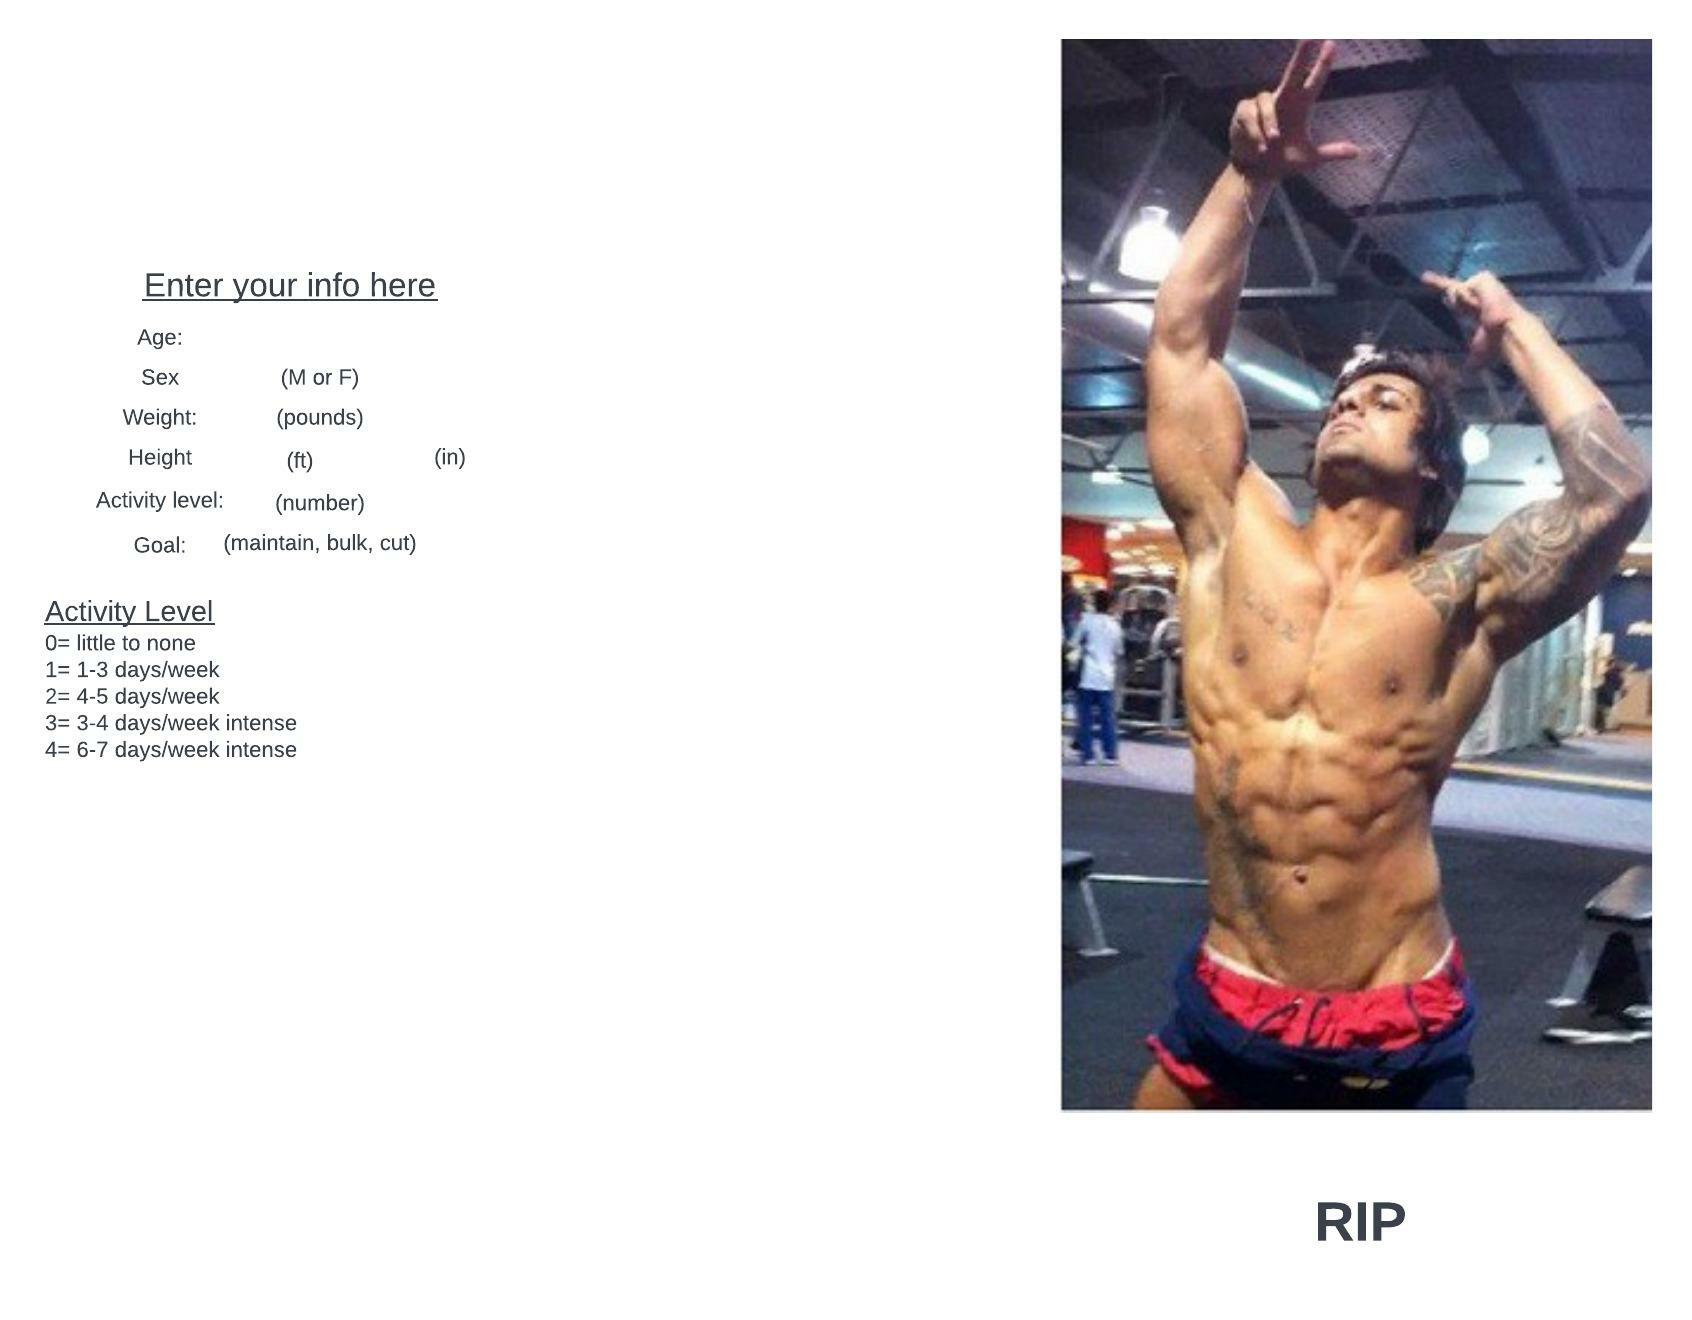 Enter your info here
Age:
Sex (M or F)
Weight: (pounds)
Height (ft) (in)
Activity level: (number)
Goal: (maintain, bulk, cut)
Activity Level
0= little to none
1= 1-3 days/week
2= 4-5 days/week
3= 3-4 days/week intense
4= 6-7 days/week intense
RIP